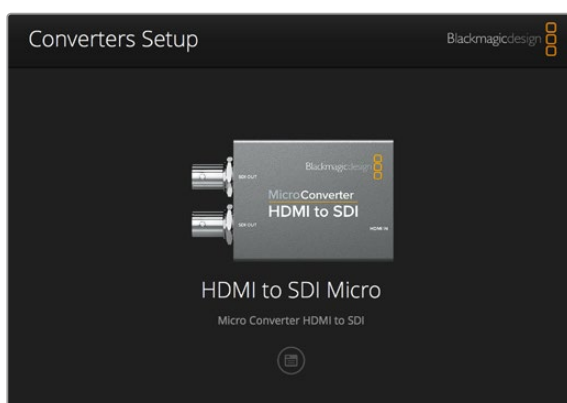 Converters Setup
Blackmagicdesign
SDI OUT
Blackmagicdesign
MicroConverter
HDMI to SDI
SDI OUT
HDMI IN
HDMI to SDI Micro
Micro Converter HDMI to SDI